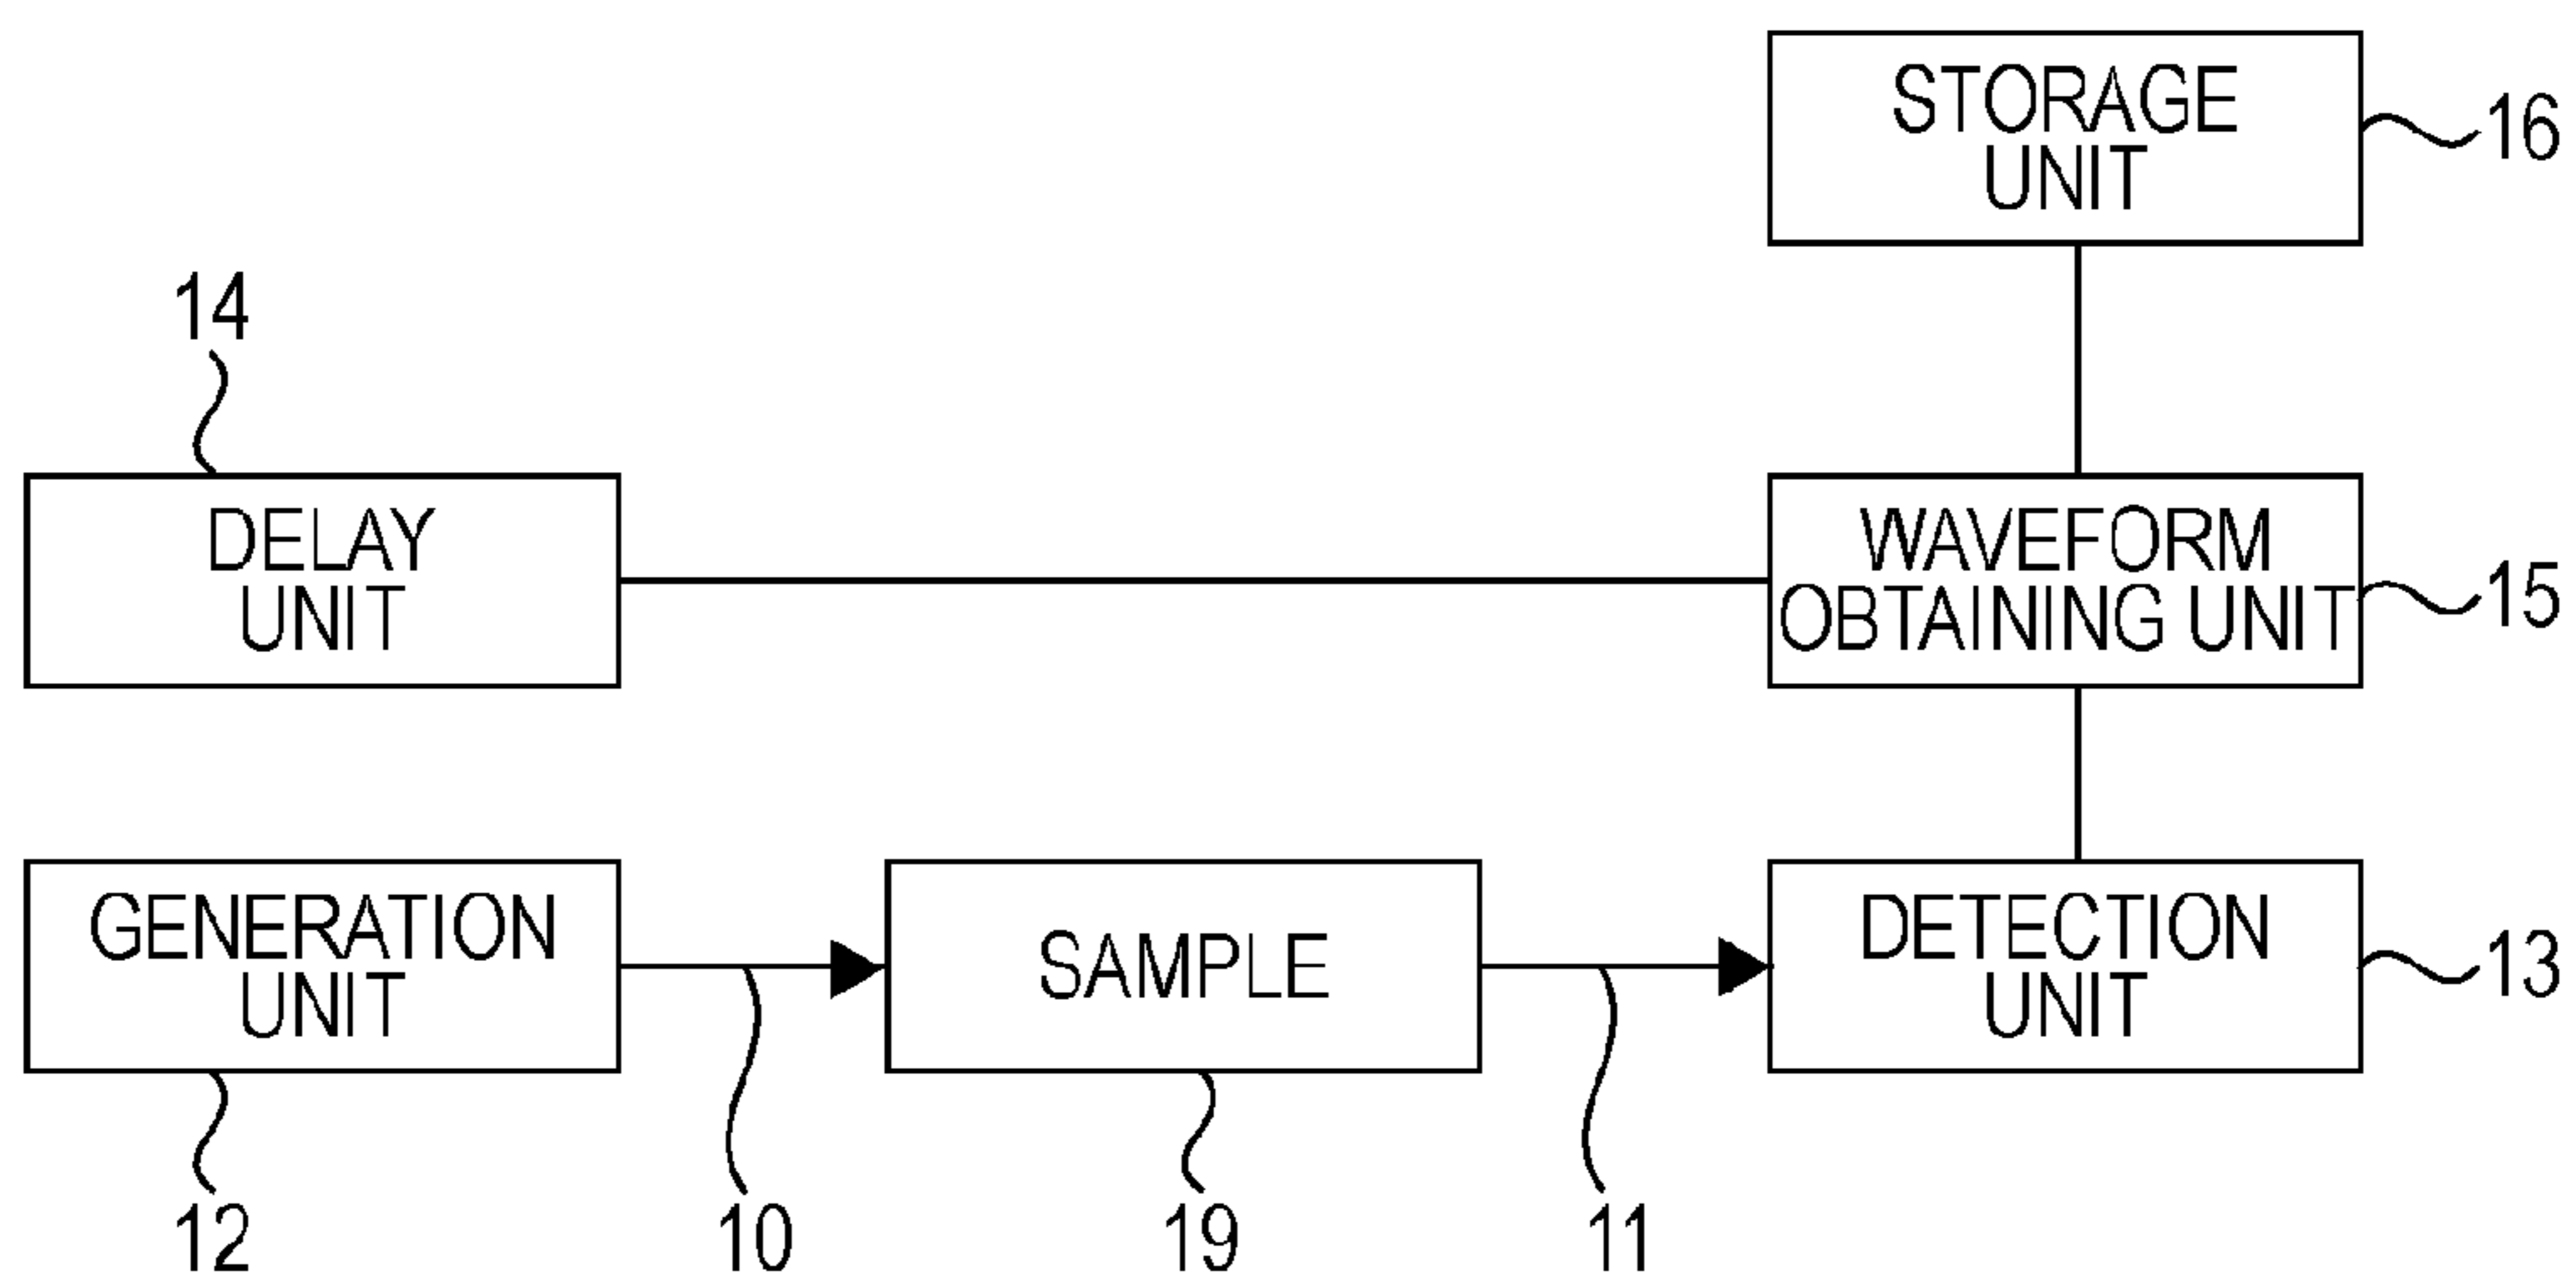 STORAGE
UNIT
16
14
DELAY
UNIT
WAVEFORM
OBTAINING UNIT
15
GENERATION
UNIT
SAMPLE
DETECTION
UNIT
13
12
10
19
11